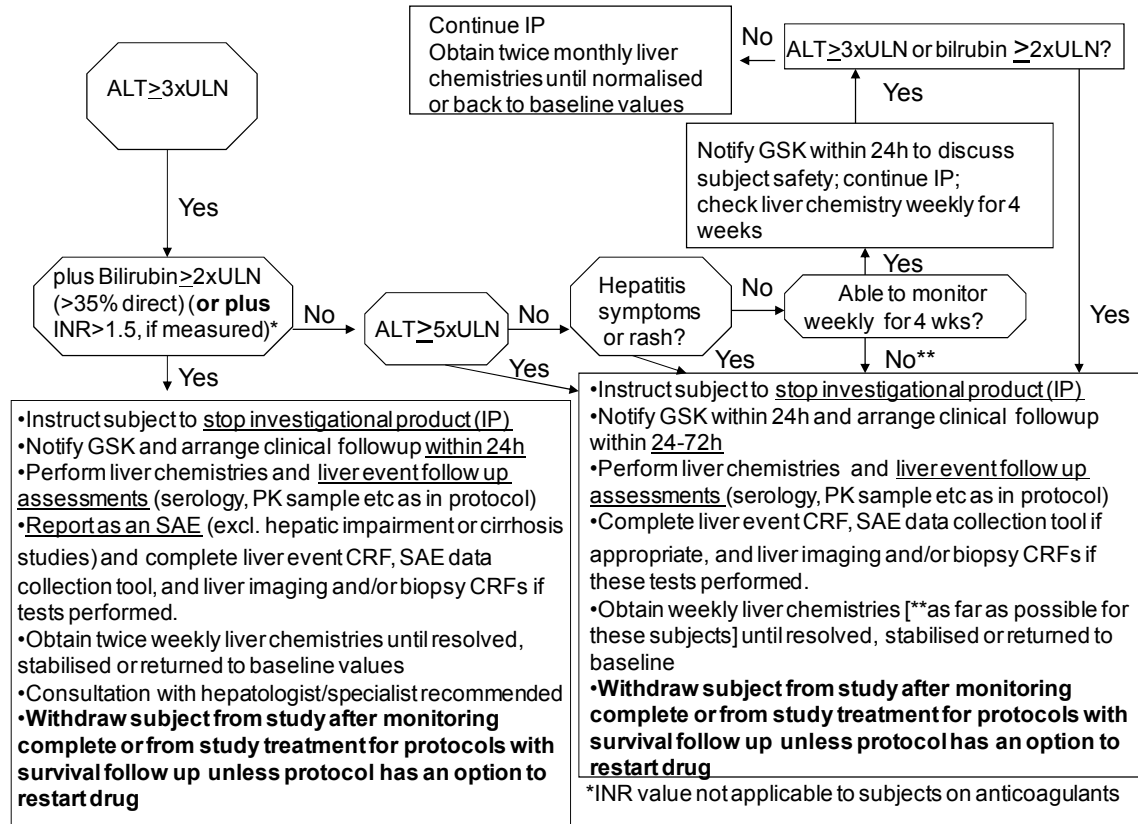 ALT≥3xULN
Yes
plus Bilirubin≥2xULN
(>35% direct) (or plus
INR>1.5, if measured)*
No
Yes
ALT≥5xULN
No
Yes
Hepatitis
symptoms
or rash?
No
Yes
Able to monitor
weekly for 4 wks?
Yes
No**
Notify GSK within 24h to discuss
subject safety; continue IP;
check liver chemistry weekly for 4
weeks
Yes
ALT≥3xULN or bilrubin ≥2xULN?
No
Yes
Continue IP
Obtain twice monthly liver
chemistries until normalised
or back to baseline values
•Instruct subject to stop investigational product (IP)
•Notify GSK and arrange clinical followup within 24h
•Perform liver chemistries and liver event follow up
assessments (serology, PK sample etc as in protocol)
•Report as an SAE (excl. hepatic impairment or cirrhosis
studies) and complete liver event CRF, SAE data
collection tool, and liver imaging and/or biopsy CRFs if
tests performed.
•Obtain twice weekly liver chemistries until resolved,
stabilised or returned to baseline values
•Consultation with hepatologist/specialist recommended
•Withdraw subject from study after monitoring
complete or from study treatment for protocols with
survival follow up unless protocol has an option to
restart drug
•Instruct subject to stop investigational product (IP)
•Notify GSK within 24h and arrange clinical followup
within 24-72h
•Perform liver chemistries and liver event follow up
assessments (serology, PK sample etc as in protocol)
•Complete liver event CRF, SAE data collection tool if
appropriate, and liver imaging and/or biopsy CRFs if
these tests performed.
•Obtain weekly liver chemistries [**as far as possible for
these subjects] until resolved, stabilised or returned to
baseline
•Withdraw subject from study after monitoring
complete or from study treatment for protocols with
survival follow up unless protocol has an option to
restart drug
*INR value not applicable to subjects on anticoagulants